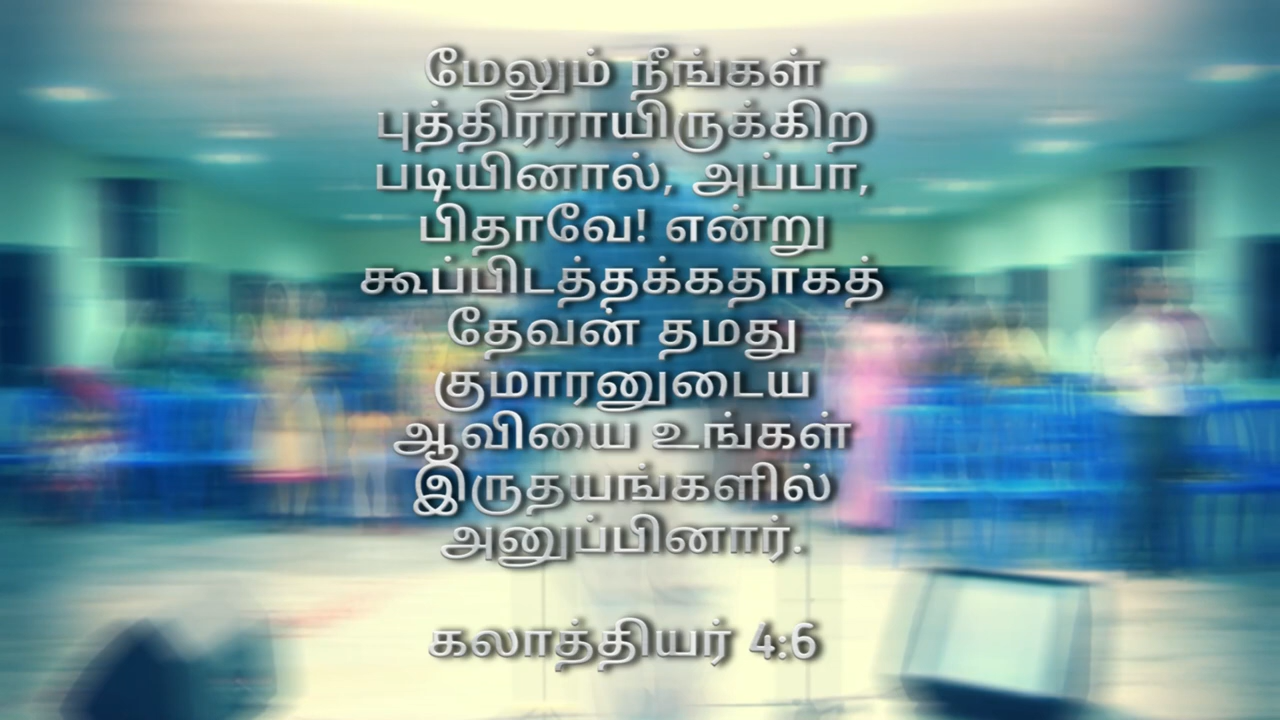 மேலும் நீங்கள்
புத்திரராயிருக்கிற
படியினால், அப்பா,
பிதாவே! என்று
கூப்பிடத்தக்கதாகத்
தேவன் தமது
குமாரனுடைய
ஆவியை உங்கள்
இருதயங்களில்
அனுப்பினார்.
கலாத்தியர் 4:6